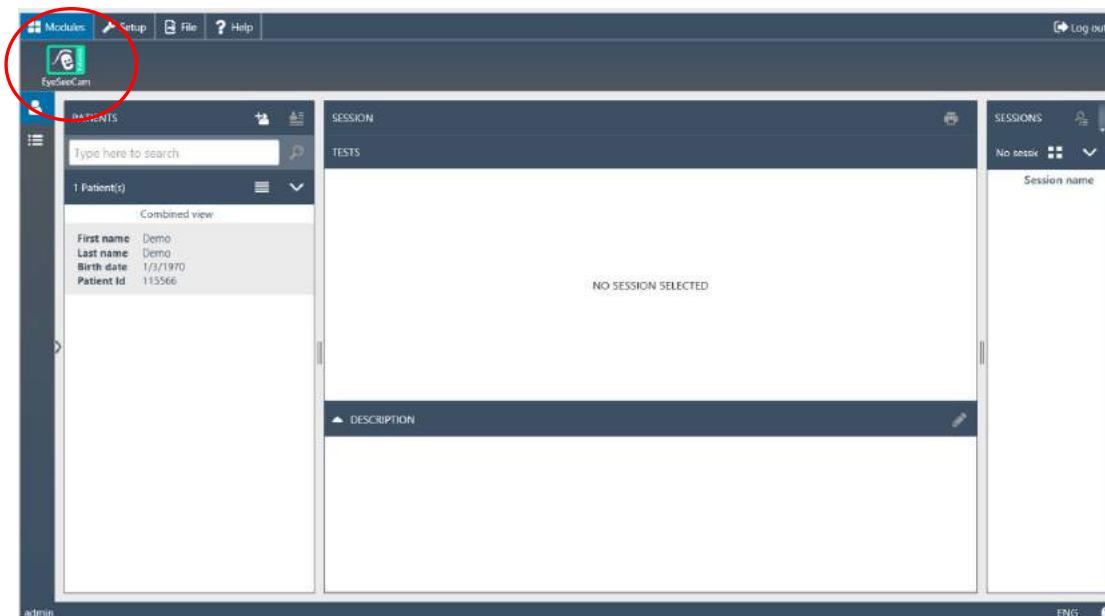 Modules Setup File ? Help Log out
EyeSeeCam
PATIENTS
Type here to search
1 Patient(s)
Combined view
First name Demo
Last name Demo
Birth date 1/3/1970
Patient Id 115566
SESSION
TESTS
NO SESSION SELECTED
DESCRIPTION
SESSIONS
No sessic
Session name
admin ENG